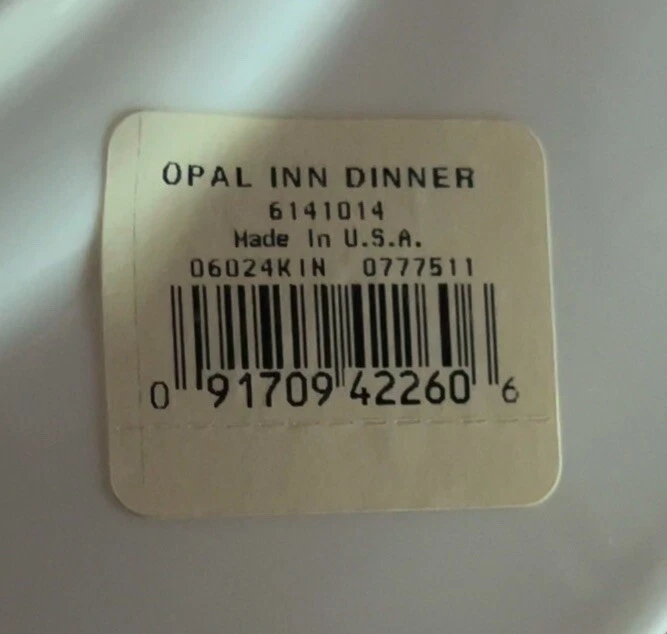 OPAL INN DINNER
6141014
Made In U.S.A.
06024KIN 0777511
0 91709 42260 6